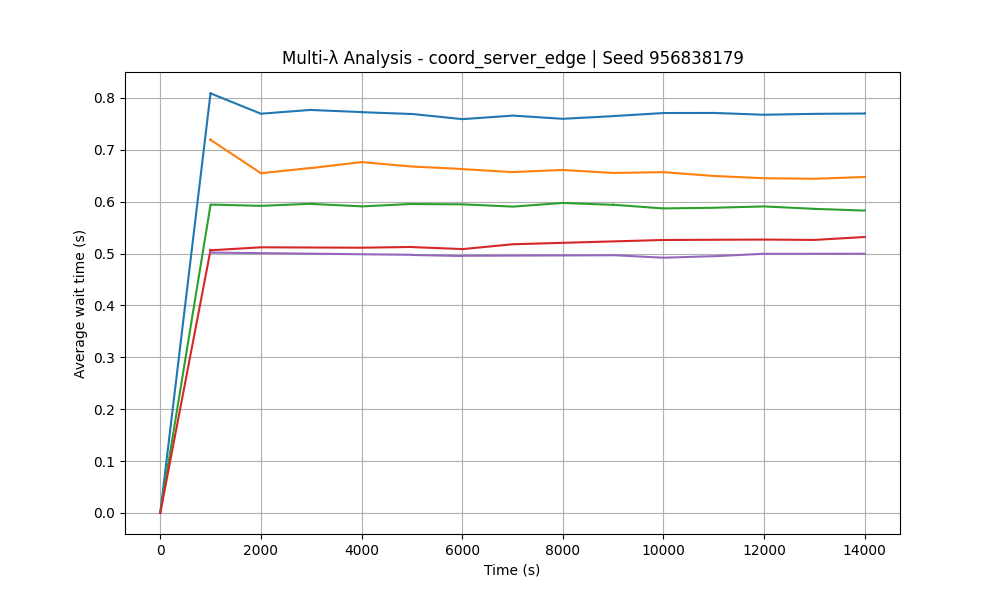 Multi-λ Analysis - coord_server_edge | Seed 956838179
Average wait time (s)
0.8
0.7
0.6
0.5
0.4
0.3
0.2
0.1
0.0
0 2000 4000 6000 8000 10000 12000 14000
Time (s)